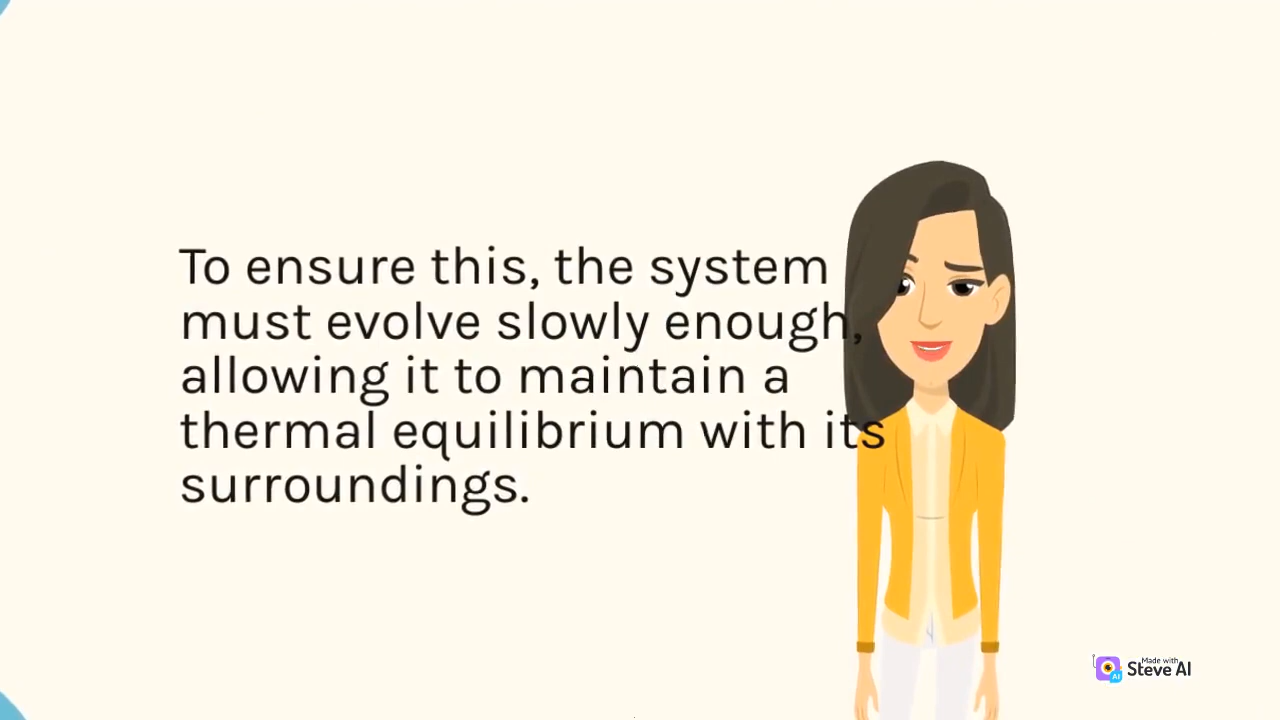 To ensure this, the system
must evolve slowly enough,
allowing it to maintain a
thermal equilibrium with its
surroundings.
Made with
Steve AI
AI